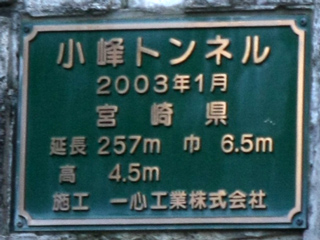 小峰トンネル
2003年1月
宮崎県
延長 257m 巾 6.5m
高 4.5m
施工 一心工業株式会社